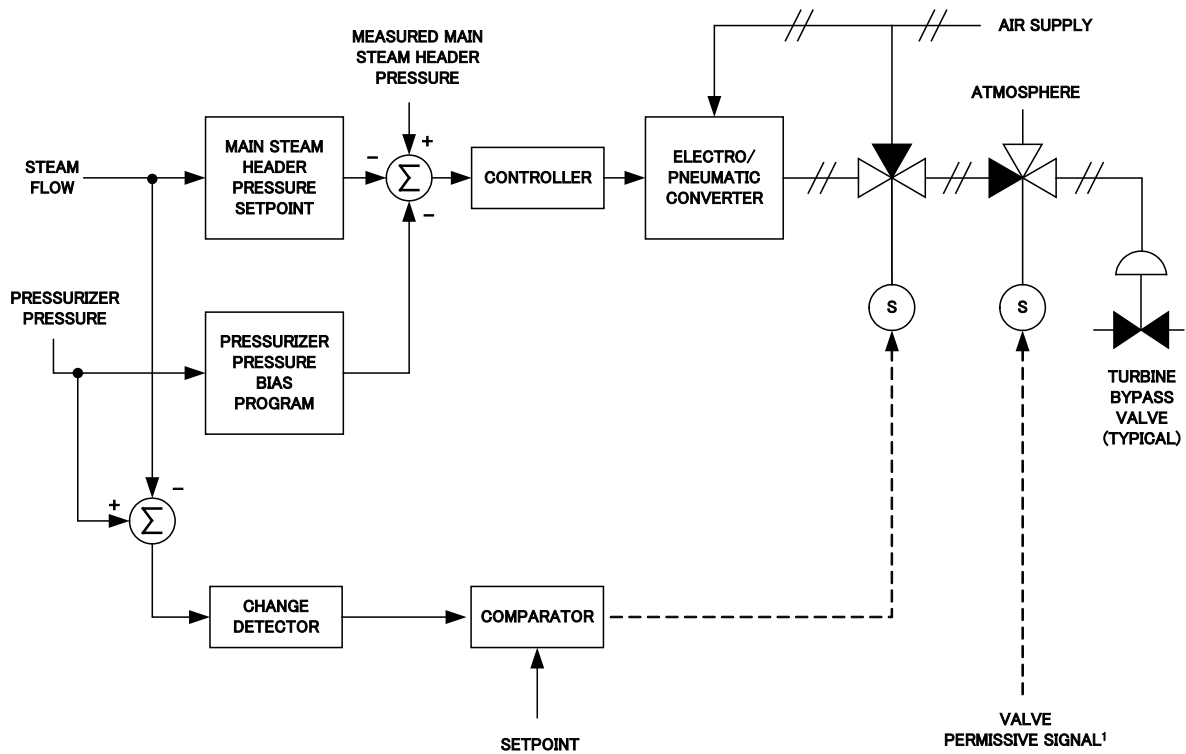 AIR SUPPLY
MEASURED MAIN
STEAM HEADER
PRESSURE
ATMOSPHERE
STEAM
FLOW
MAIN STEAM
HEADER
PRESSURE
SETPOINT
+
–
Σ
–
CONTROLLER
ELECTRO/
PNEUMATIC
CONVERTER
PRESSURIZER
PRESSURE
PRESSURIZER
PRESSURE
BIAS
PROGRAM
S
S
TURBINE
BYPASS
VALVE
(TYPICAL)
–
+
Σ
CHANGE
DETECTOR
COMPARATOR
SETPOINT
VALVE
PERMISSIVE SIGNAL¹